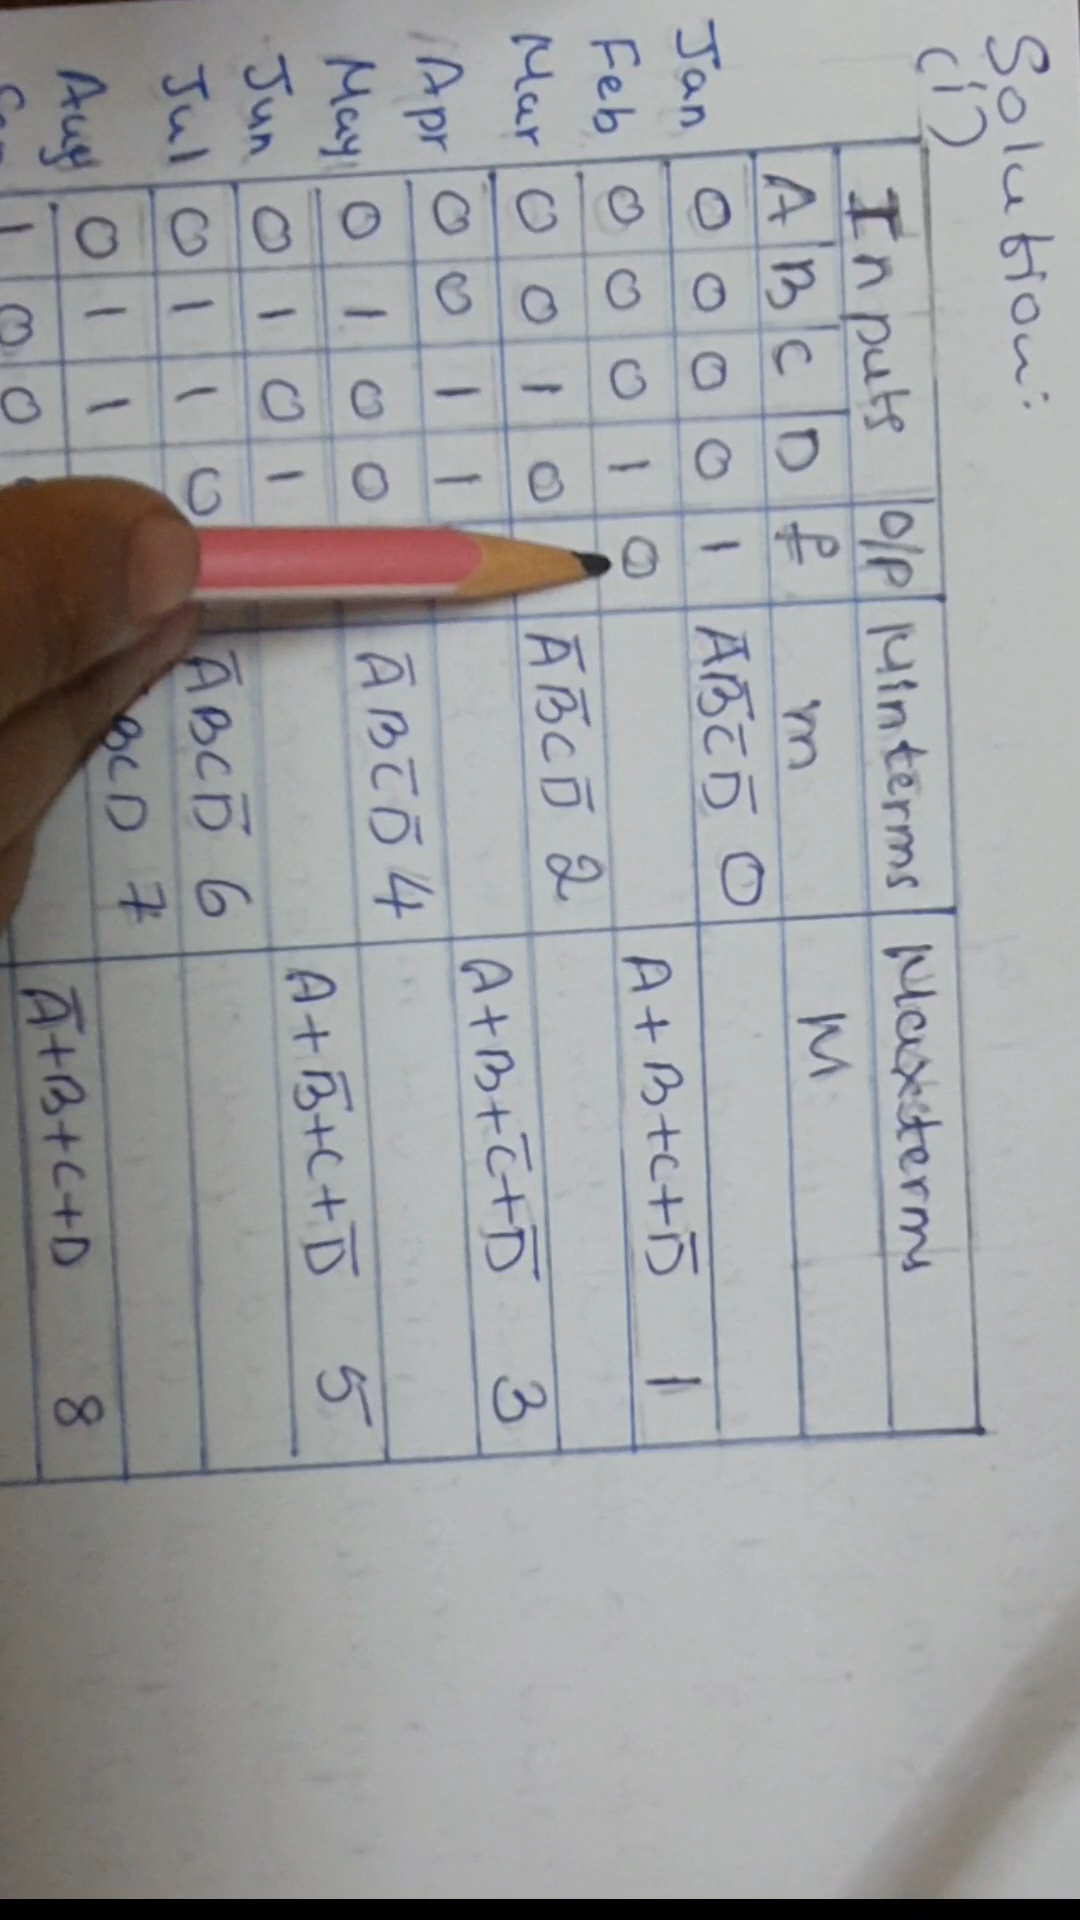 Solution:
(i)
Inputs O/P Minterms Maxterms
A B C D f m M
Jan 0 0 0 0 1 A̅B̅C̅D̅ 0
Feb 0 0 0 1 0 A+B+C+D̅ 1
Mar 0 0 1 0 A̅B̅CD̅ 2
Apr 0 0 1 1 A+B+C̅+D̅ 3
May 0 1 0 0 A̅BC̅D̅ 4
Jun 0 1 0 1 A+B̅+C+D̅ 5
Jul 0 1 1 0 A̅BCD̅ 6
Aug 0 1 1 BCD 7
1 0 0 A̅+B+C+D 8